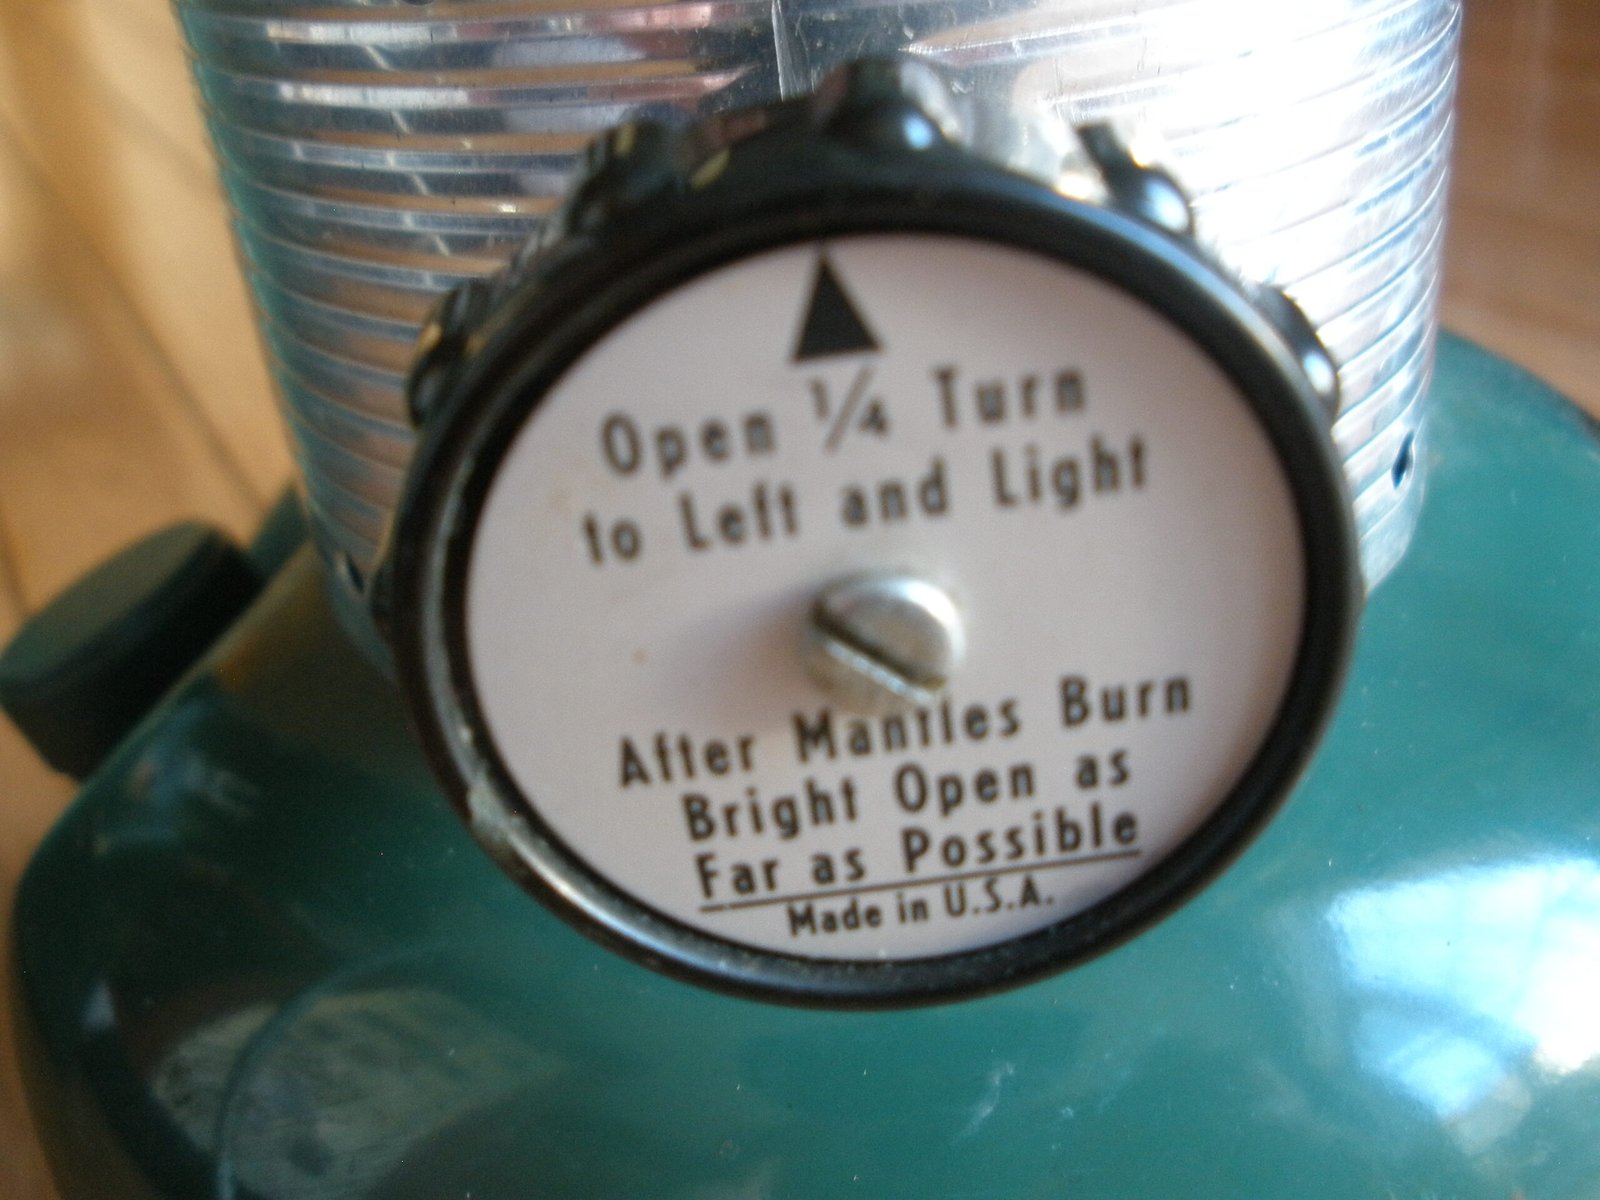 Open 1/4 Turn
to Left and Light
After Mantles Burn
Bright Open as
Far as Possible
Made in U.S.A.